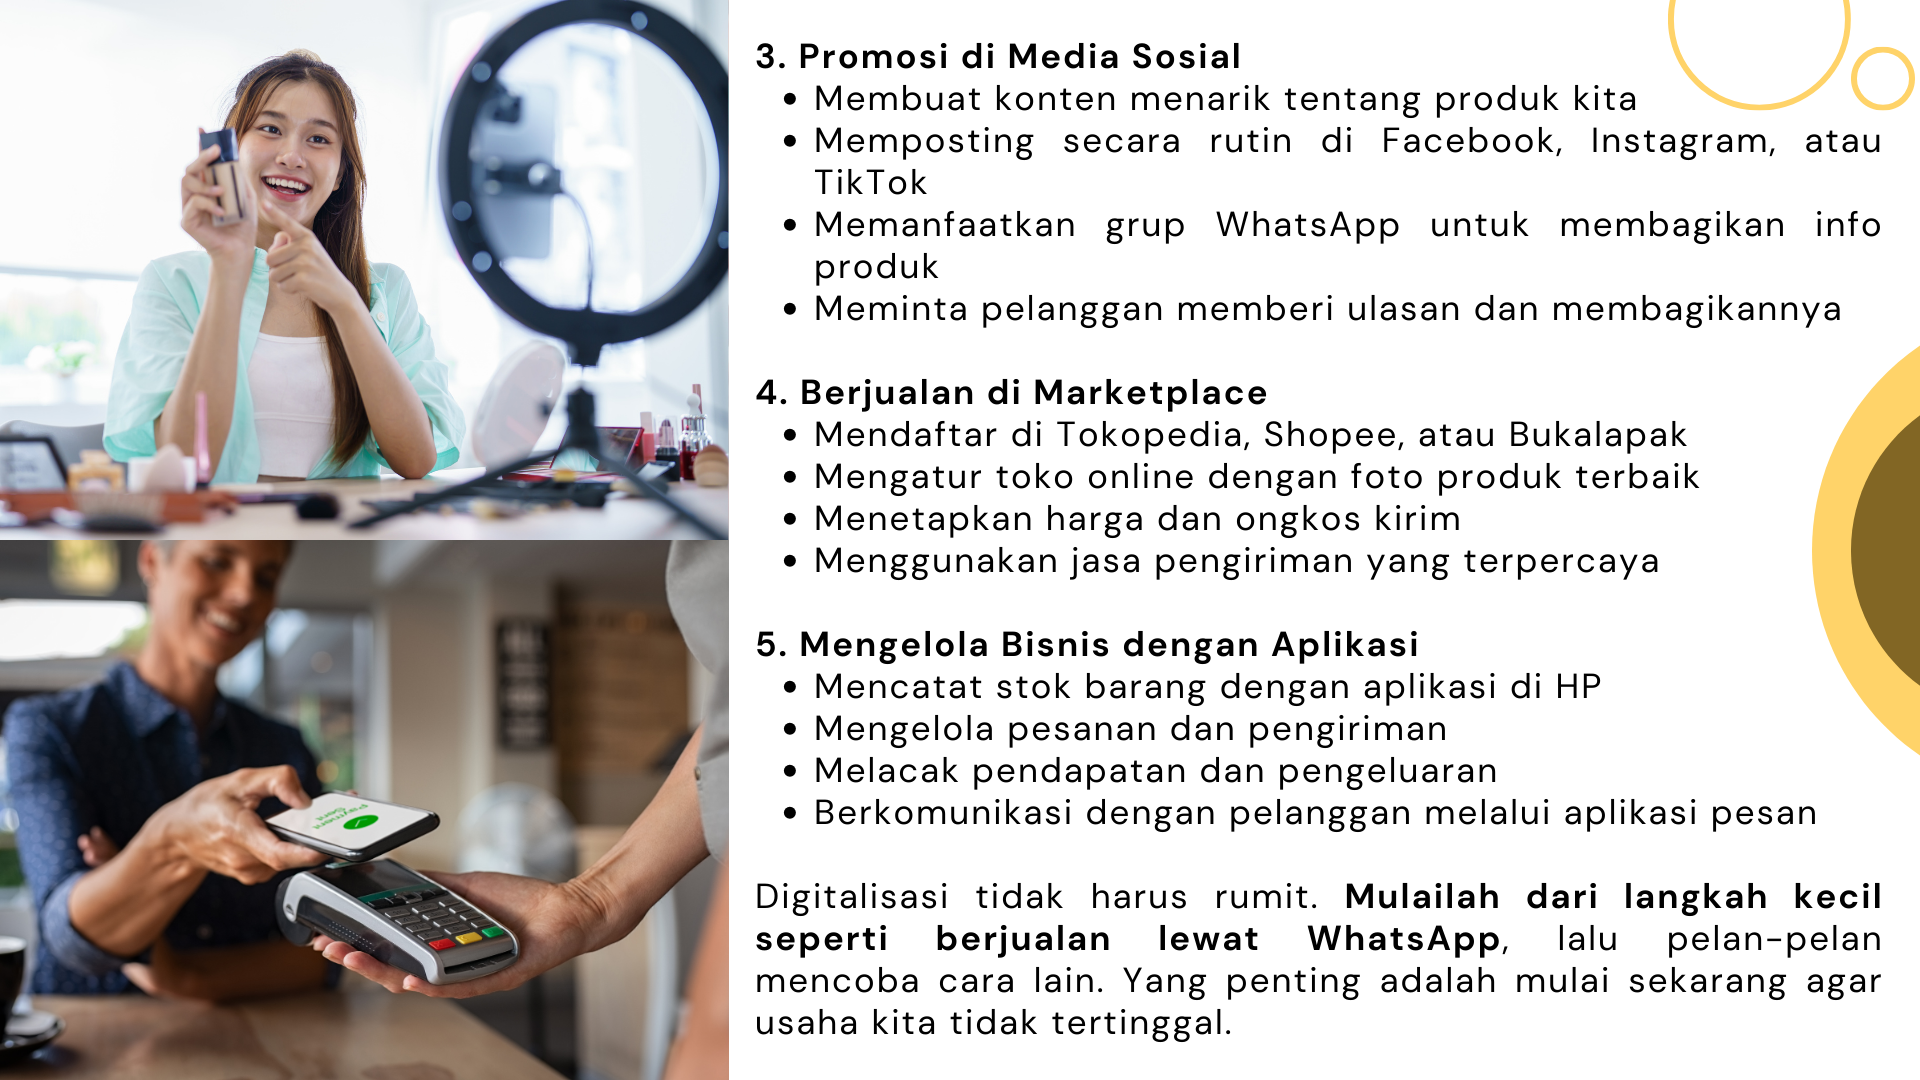 3. Promosi di Media Sosial
• Membuat konten menarik tentang produk kita
• Memposting secara rutin di Facebook, Instagram, atau
TikTok
• Memanfaatkan grup WhatsApp untuk membagikan info
produk
• Meminta pelanggan memberi ulasan dan membagikannya
4. Berjualan di Marketplace
• Mendaftar di Tokopedia, Shopee, atau Bukalapak
• Mengatur toko online dengan foto produk terbaik
• Menetapkan harga dan ongkos kirim
• Menggunakan jasa pengiriman yang terpercaya
5. Mengelola Bisnis dengan Aplikasi
• Mencatat stok barang dengan aplikasi di HP
• Mengelola pesanan dan pengiriman
• Melacak pendapatan dan pengeluaran
• Berkomunikasi dengan pelanggan melalui aplikasi pesan
Digitalisasi tidak harus rumit. Mulailah dari langkah kecil
seperti berjualan lewat WhatsApp, lalu pelan-pelan
mencoba cara lain. Yang penting adalah mulai sekarang agar
usaha kita tidak tertinggal.